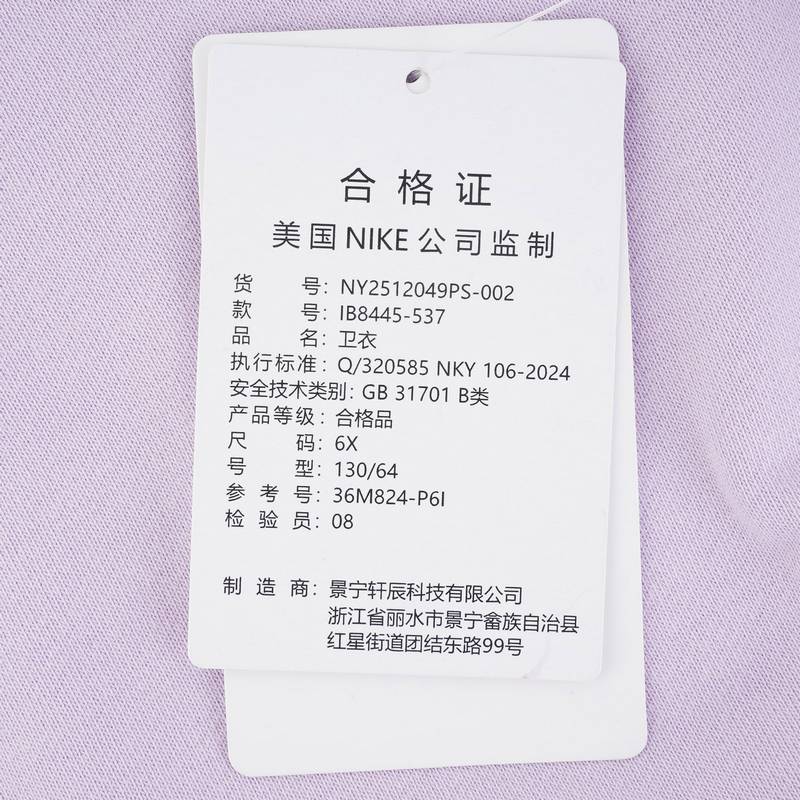 合格证
美国NIKE公司监制
货号：NY2512049PS-002
款号：IB8445-537
品名：卫衣
执行标准：Q/320585 NKY 106-2024
安全技术类别：GB 31701 B类
产品等级：合格品
尺码：6X
号型：130/64
参考号：36M824-P6I
检验员：08
制造商：景宁轩辰科技有限公司
浙江省丽水市景宁畲族自治县
红星街道团结东路99号